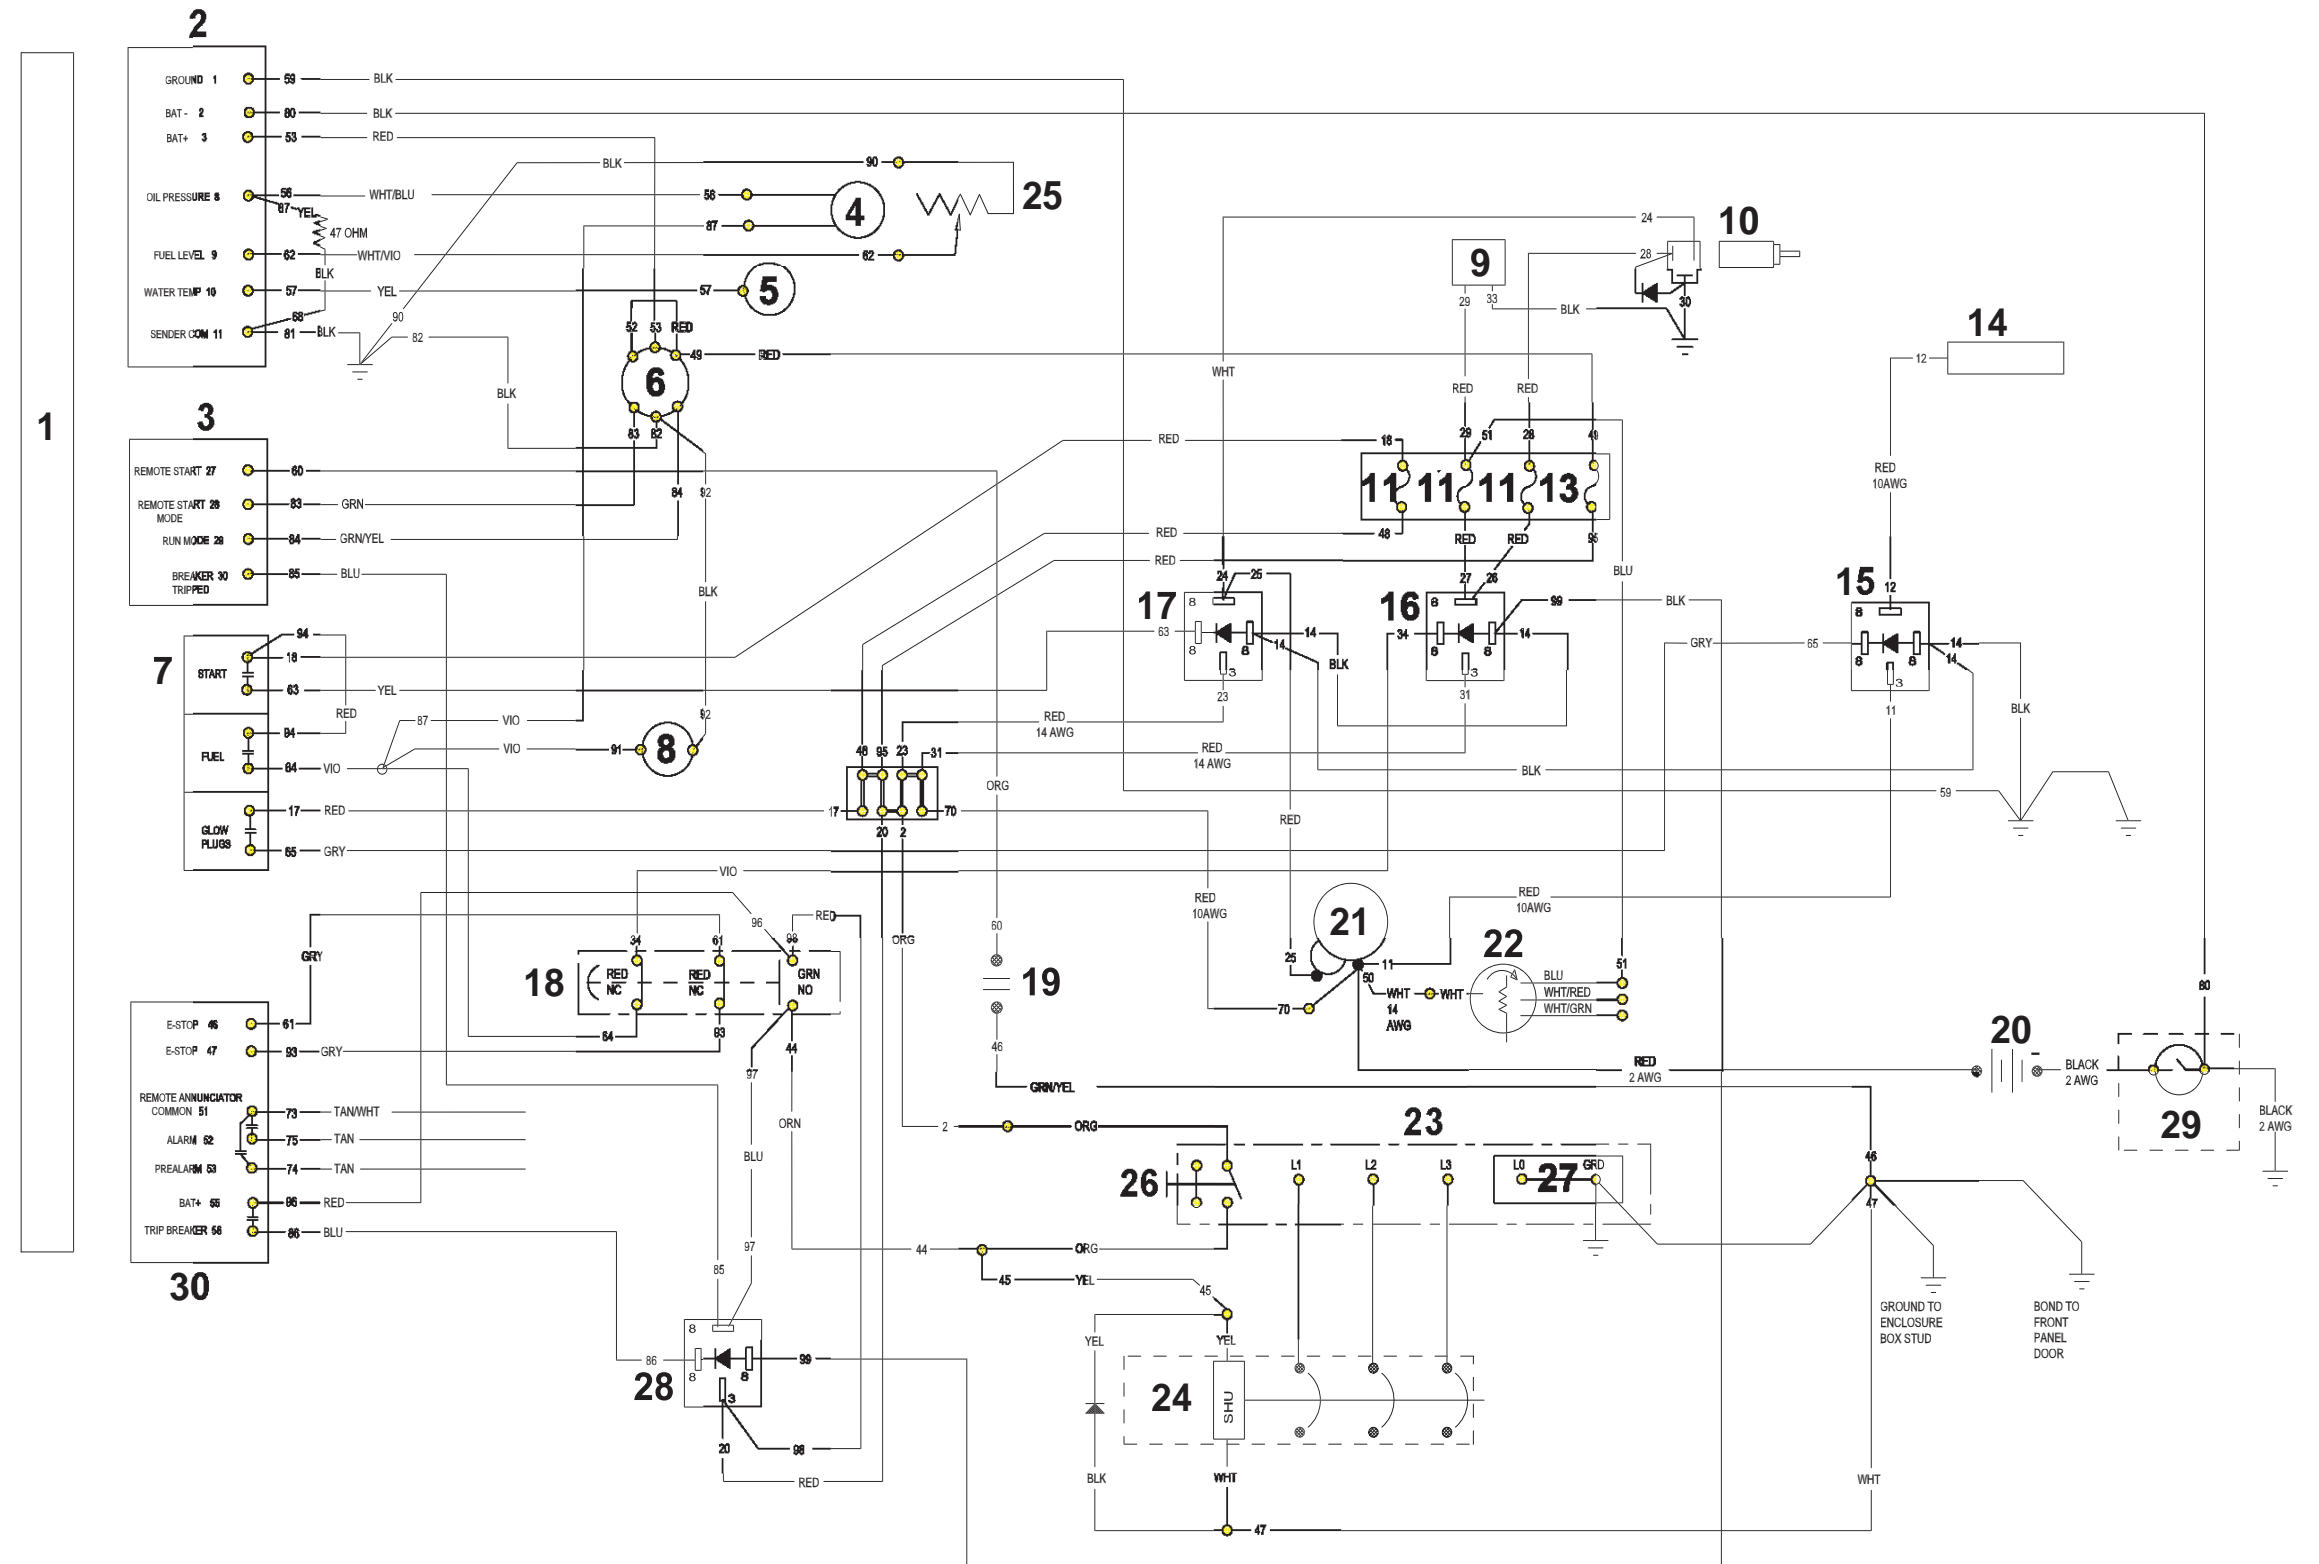 2
GROUND 1
59
BLK
BAT - 2
80
BLK
BAT+ 3
53
RED
OIL PRESSURE 8
56
WHT/BLU
87
YEL
47 OHM
FUEL LEVEL 9
62
WHT/VIO
BLK
WATER TEMP 10
57
YEL
68
SENDER COM 11
81
BLK
90
82
BLK
BLK
90
56
4
87
62
25
57
5
52
53
RED
49
RED
6
83
82
84
92
BLK
92
1
3
REMOTE START 27
60
REMOTE START 28
MODE
83
GRN
RUN MODE 29
84
GRN/YEL
BREAKER 30
TRIPPED
85
BLU
7
94
START
18
63
YEL
RED
FUEL
94
64
VIO
87
VIO
VIO
91
8
GLOW
PLUGS
17
RED
65
GRY
24
10
28
30
9
29
33
BLK
WHT
RED
RED
14
12
RED
10AWG
RED
18
29
51
28
49
11
11
11
13
RED
48
RED
RED
95
RED
BLU
17
24
25
8
63
8
8
3
23
14
14
BLK
16
27
26
8
34
8
8
3
31
99
BLK
14
15
12
8
GRY
65
8
8
3
11
14
14
BLK
RED
14 AWG
RED
14 AWG
BLK
59
48
95
23
31
17
70
20
2
ORG
RED
VIO
RED
10AWG
RED
10AWG
ORG
96
RED
GRY
34
61
98
18
RED
NC
RED
NC
GRN
NO
64
93
44
97
60
19
46
21
25
11
50
70
WHT
14
AWG
WHT
22
BLU
WHT/RED
WHT/GRN
51
80
20
-
BLACK
2 AWG
29
BLACK
2 AWG
RED
2 AWG
GRN/YEL
E-STOP 46
61
E-STOP 47
93
GRY
REMOTE ANNUNCIATOR
COMMON 51
73
TAN/WHT
ALARM 52
75
TAN
PREALARM 53
74
TAN
BAT+ 55
96
RED
TRIP BREAKER 56
86
BLU
30
ORN
BLU
97
85
2
ORG
23
26
L1
L2
L3
L0
27
GRD
46
47
44
ORG
45
YEL
45
GROUND TO
ENCLOSURE
BOX STUD
BOND TO
FRONT
PANEL
DOOR
YEL
YEL
8
86
8
8
3
99
28
20
98
RED
24
SHU
BLK
WHT
WHT
47